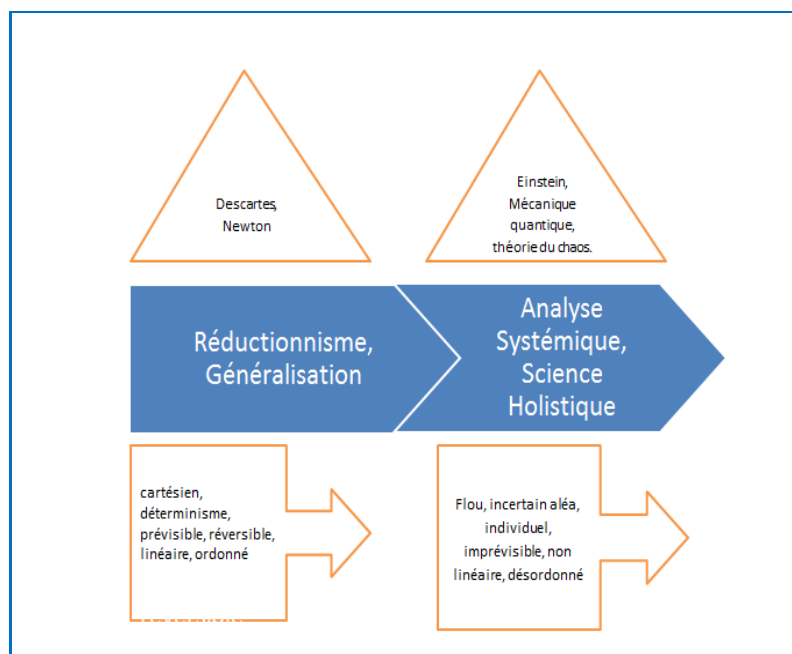 Descartes,
Newton
Einstein,
Mécanique
quantique,
théorie du chaos.
Réductionnisme,
Généralisation
Analyse
Systémique,
Science
Holistique
cartésien,
déterminisme,
prévisible, réversible,
linéaire, ordonné
Flou, incertain aléa,
individuel,
imprévisible, non
linéaire, désordonné